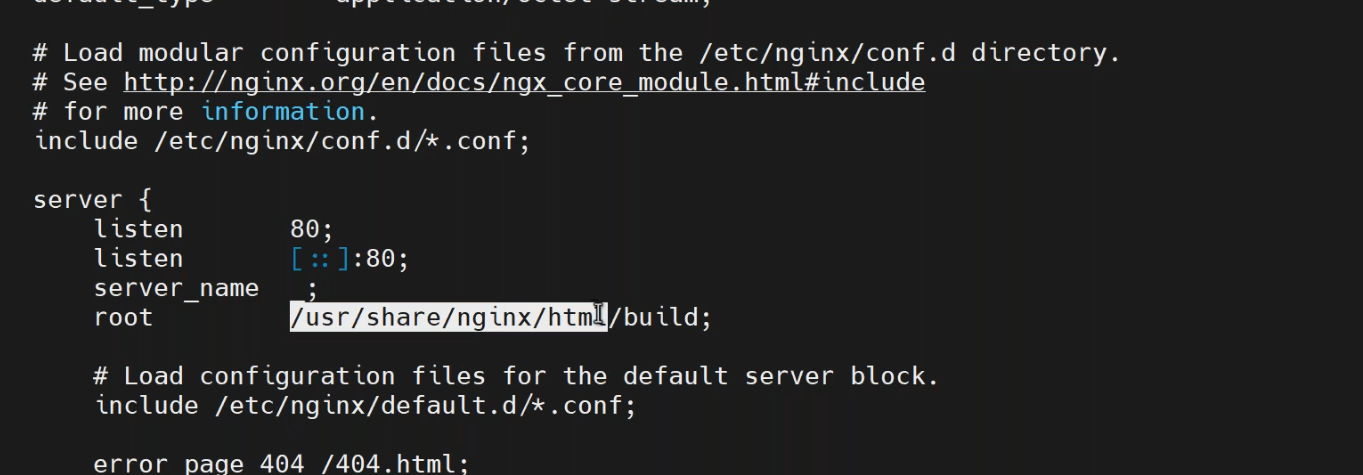 # Load modular configuration files from the /etc/nginx/conf.d directory.
# See http://nginx.org/en/docs/ngx_core_module.html#include
# for more information.
include /etc/nginx/conf.d/*.conf;
server {
listen 80;
listen [::]:80;
server_name _;
root /usr/share/nginx/html/build;
# Load configuration files for the default server block.
include /etc/nginx/default.d/*.conf;
error_page 404 /404.html;